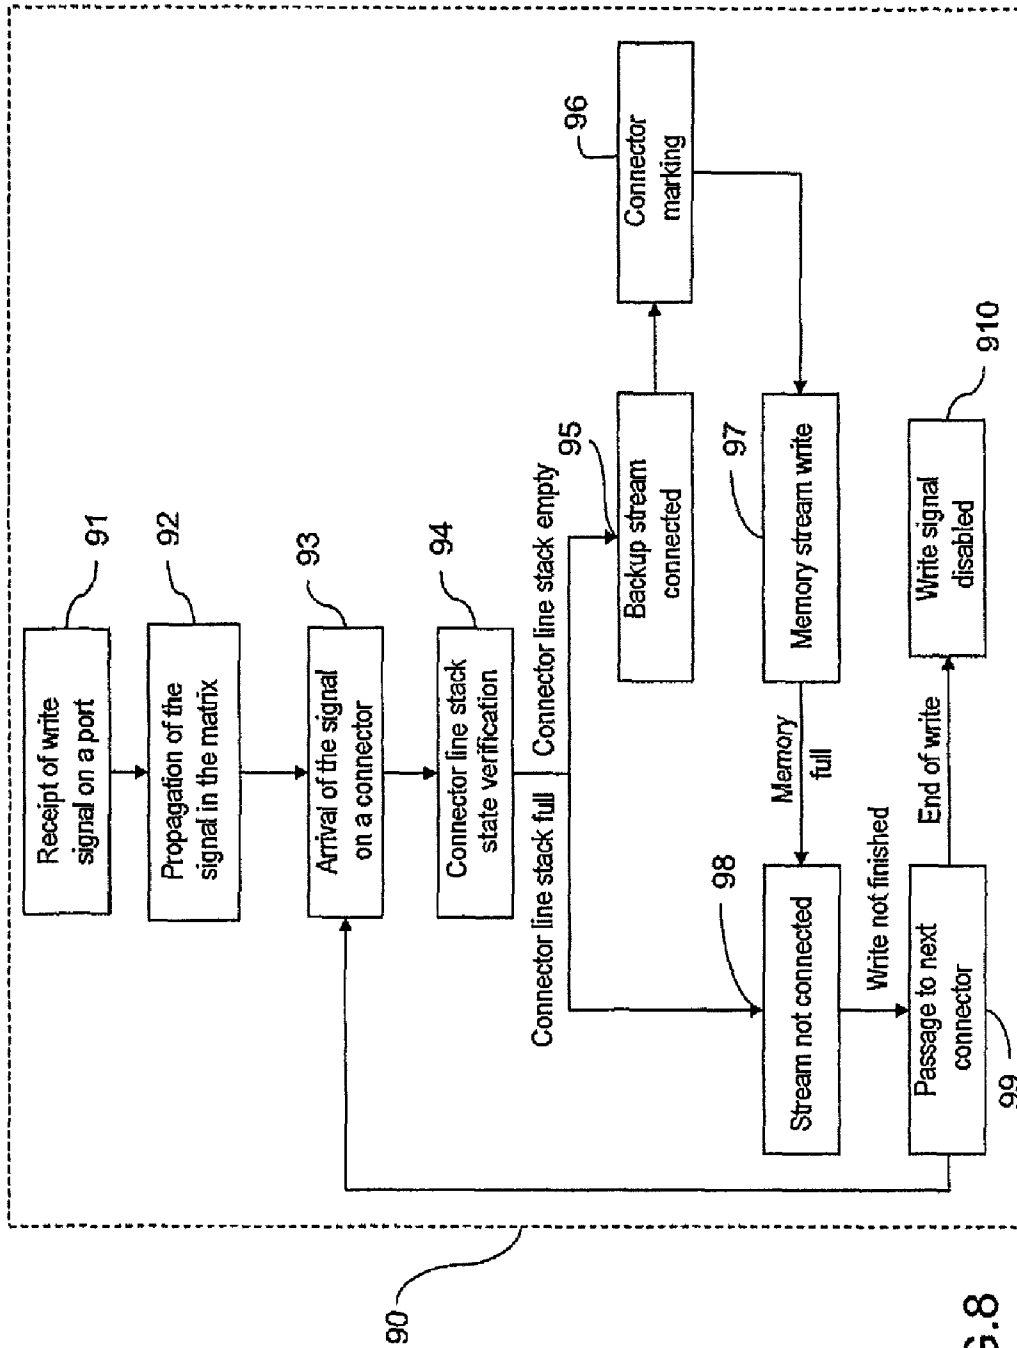 91
Receipt of write
signal on a port
92
Propagation of the
signal in the matrix
93
Arrival of the signal
on a connector
94
Connector line stack
state verification
Connector line stack full
Connector line stack empty
95
Backup stream
connected
96
Connector
marking
97
Memory stream write
Memory
full
98
Stream not connected
Write not finished
99
Passage to next
connector
End of write
910
Write signal
disabled
90
G.8